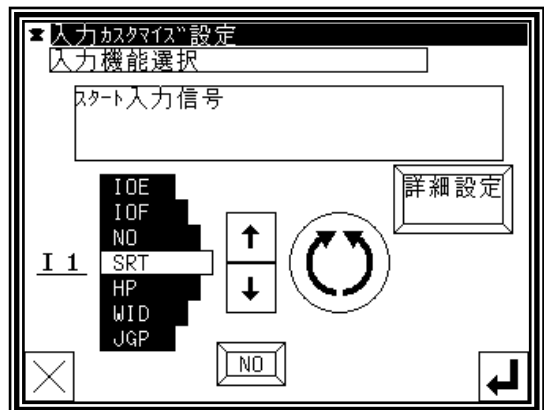 入力ｶｽﾀﾏｲｽﾞ設定
入力機能選択
ｽﾀｰﾄ入力信号
詳細設定
IOE
IOF
NO
I1 SRT
HP
WID
JGP
NO